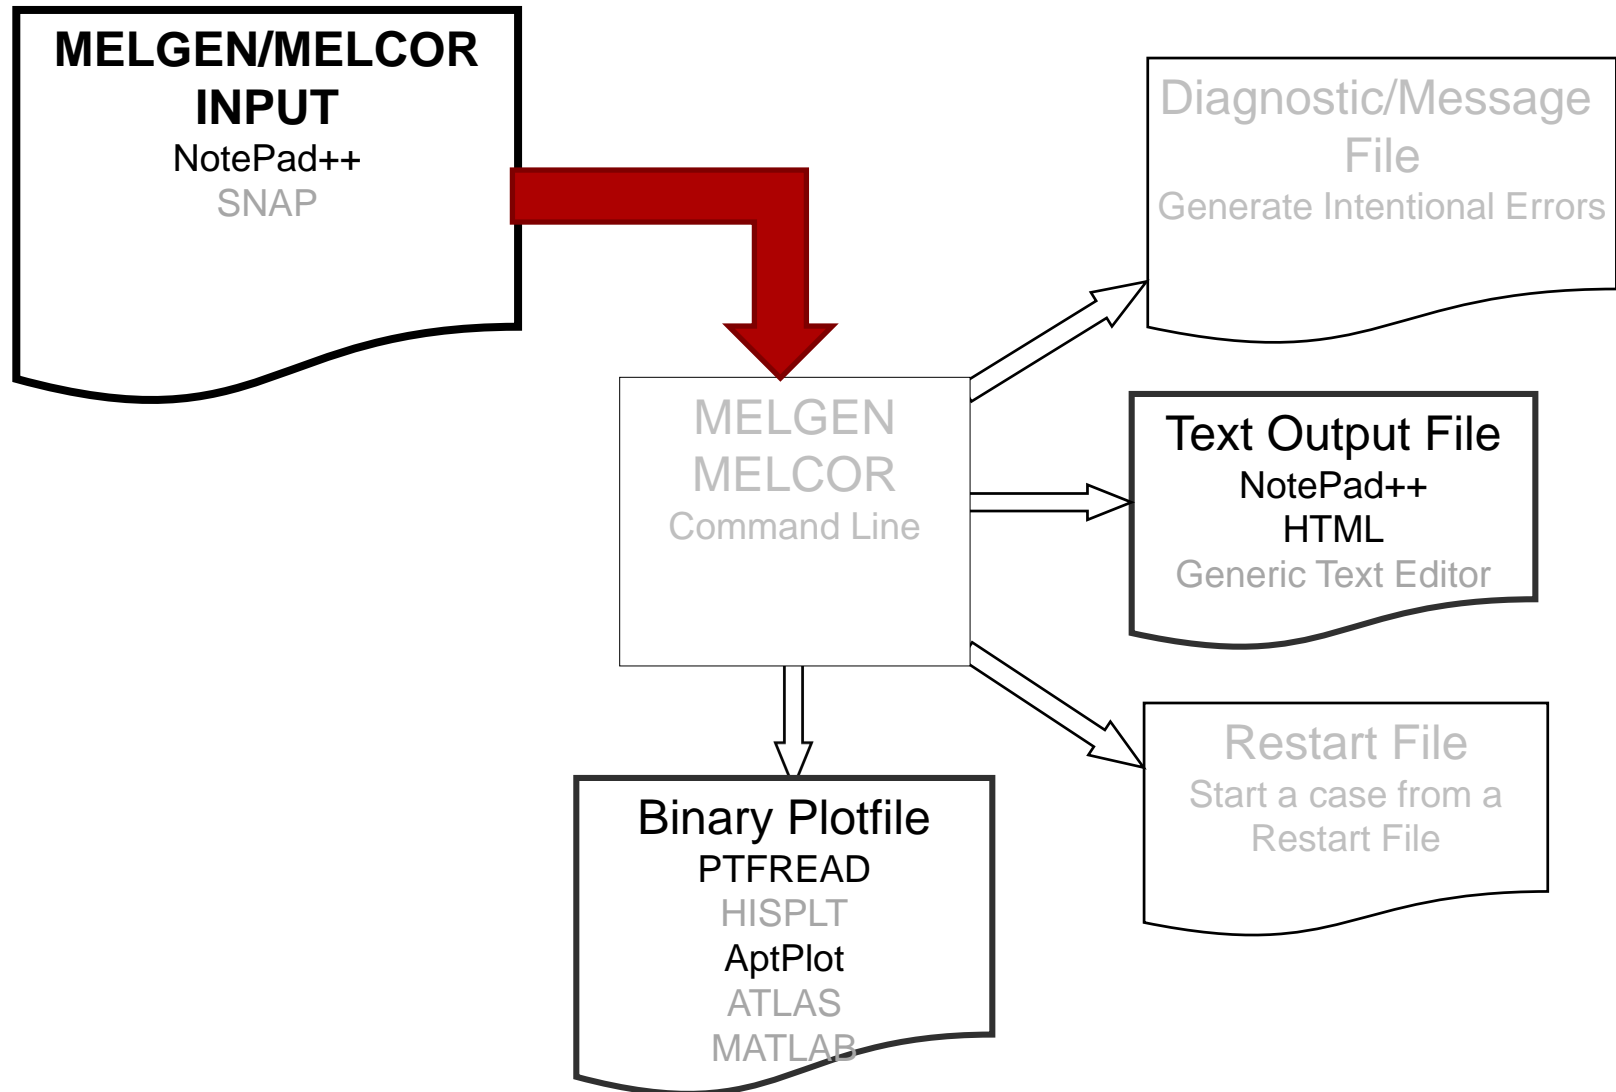 MELGEN/MELCOR
INPUT
NotePad++
SNAP
Diagnostic/Message
File
Generate Intentional Errors
MELGEN
MELCOR
Command Line
Text Output File
NotePad++
HTML
Generic Text Editor
Restart File
Start a case from a
Restart File
Binary Plotfile
PTFREAD
HISPLT
AptPlot
ATLAS
MATLAB